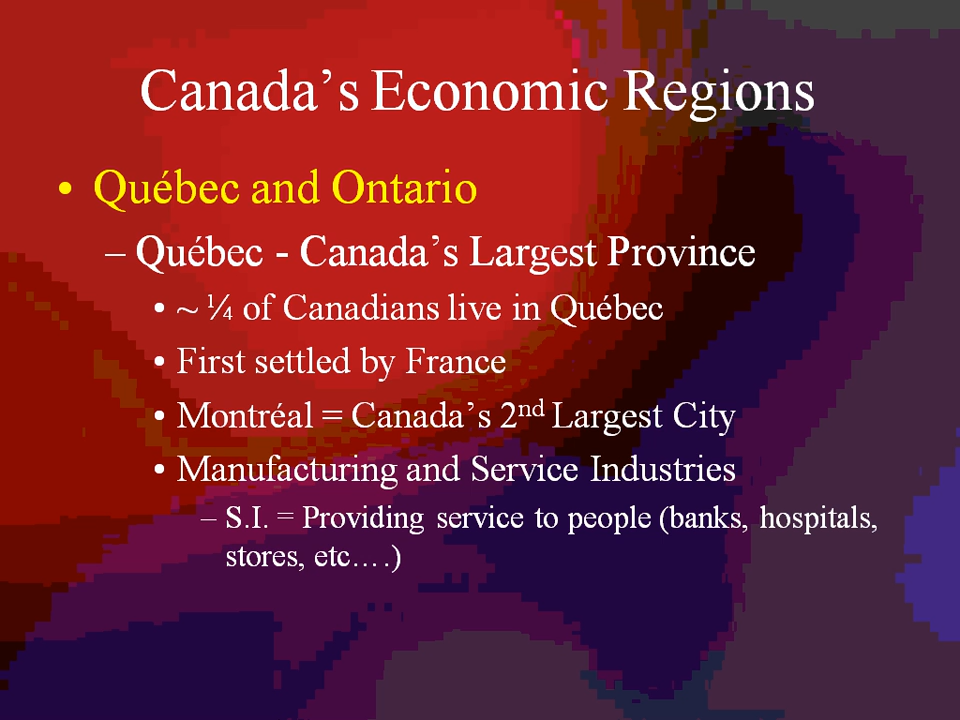 Canada’s Economic Regions
• Québec and Ontario
– Québec - Canada’s Largest Province
• ~ ¼ of Canadians live in Québec
• First settled by France
• Montréal = Canada’s 2nd Largest City
• Manufacturing and Service Industries
– S.I. = Providing service to people (banks, hospitals,
stores, etc….)